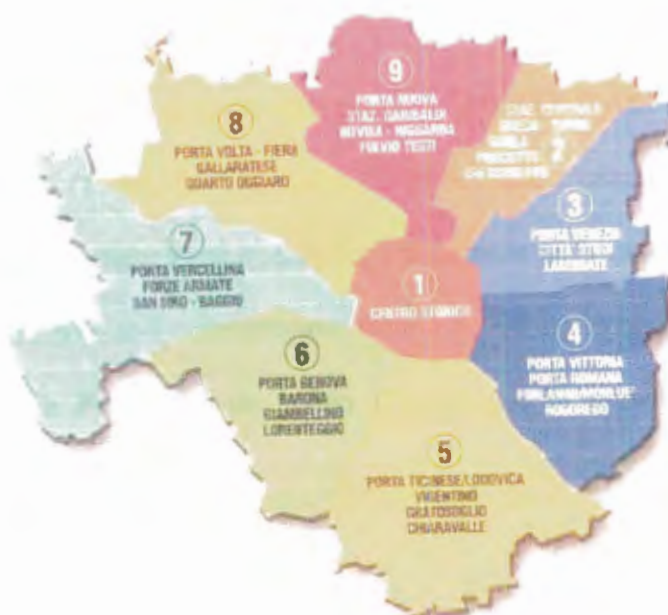 9
PORTA NUOVA
STAZ. GARIBALDI
BOVISA - NIGUARDA
FULVIO TESTI
8
PORTA VOLTA - FIERA
GALLARATESE
QUARTO OGGIARO
STAZ. CENTRALE
GRECO - TURRO
2
CRESCENZAGO
3
PORTA VENEZIA
CITTÀ STUDI
LAMBRATE
7
PORTA VERCELLINA
FORZE ARMATE
SAN SIRO - BAGGIO
1
CENTRO STORICO
4
PORTA VITTORIA
PORTA ROMANA
FORLANINI/MONLUE'
ROGOREDO
6
PORTA GENOVA
BARONA
GIAMBELLINO
LORENTEGGIO
5
PORTA TICINESE/LODOVICA
VIGENTINO
GRATOSOGLIO
CHIARAVALLE